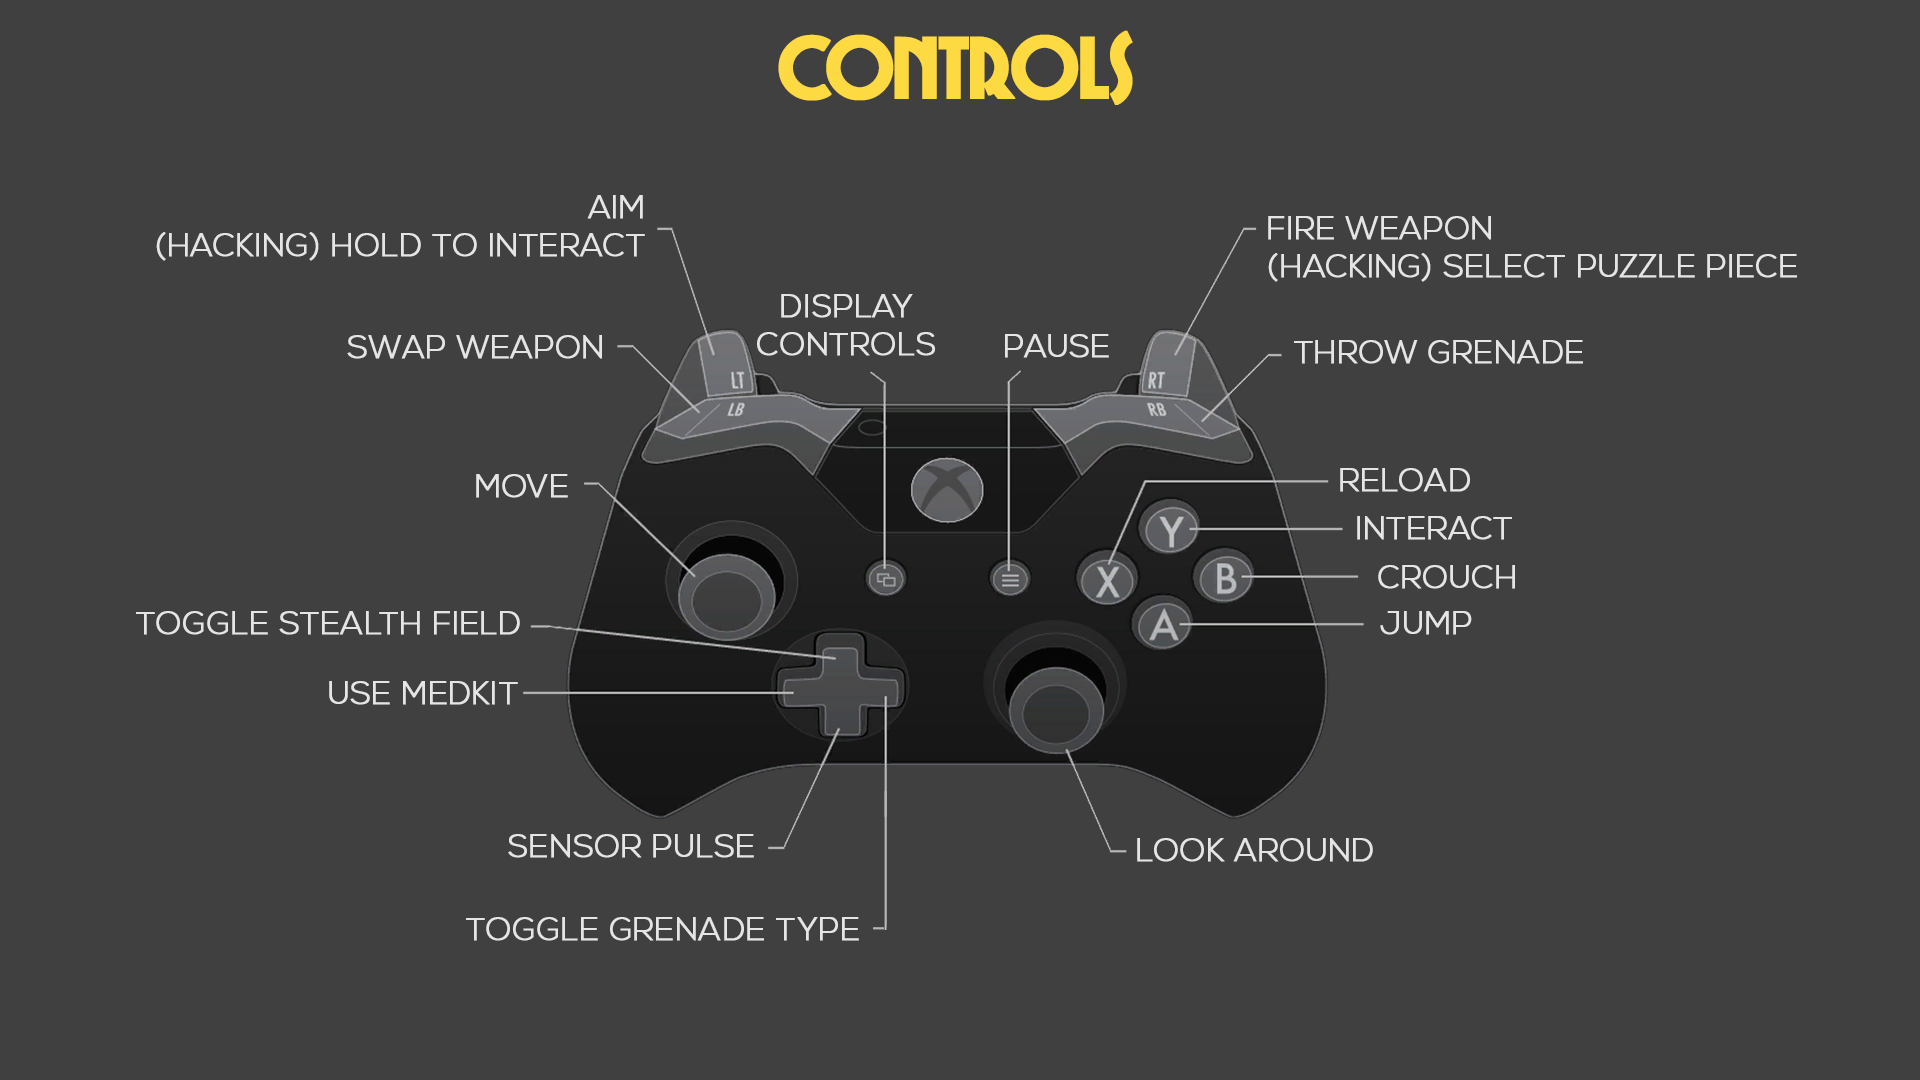 CONTROLS
AIM
(HACKING) HOLD TO INTERACT
FIRE WEAPON
(HACKING) SELECT PUZZLE PIECE
DISPLAY
CONTROLS
PAUSE
SWAP WEAPON
THROW GRENADE
LT
RT
LB
RB
MOVE
RELOAD
Y
INTERACT
X
B
CROUCH
A
JUMP
TOGGLE STEALTH FIELD
USE MEDKIT
SENSOR PULSE
LOOK AROUND
TOGGLE GRENADE TYPE